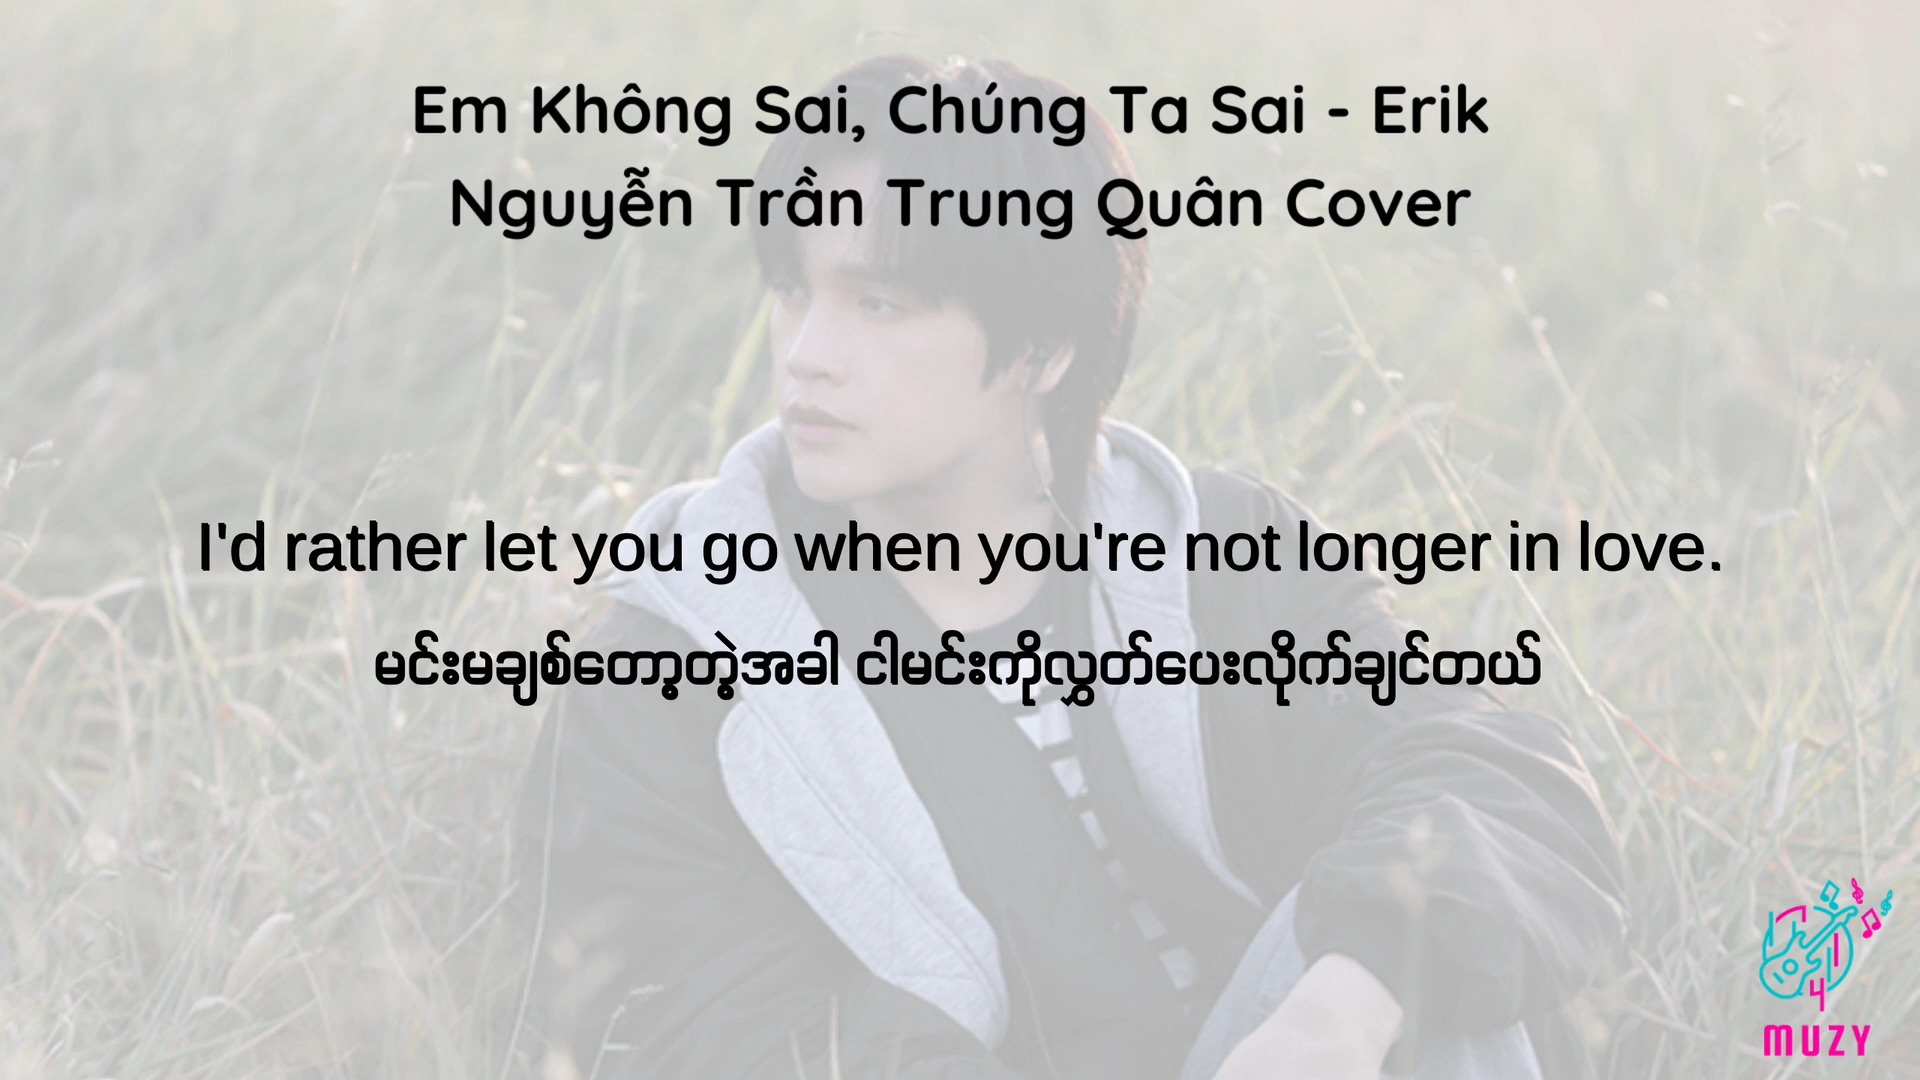 Em Không Sai, Chúng Ta Sai - Erik
Nguyễn Trần Trung Quân Cover
I'd rather let you go when you're not longer in love.
မင်းမချစ်တော့တဲ့အခါ ငါမင်းကိုလွှတ်ပေးလိုက်ချင်တယ်
4
MUZY